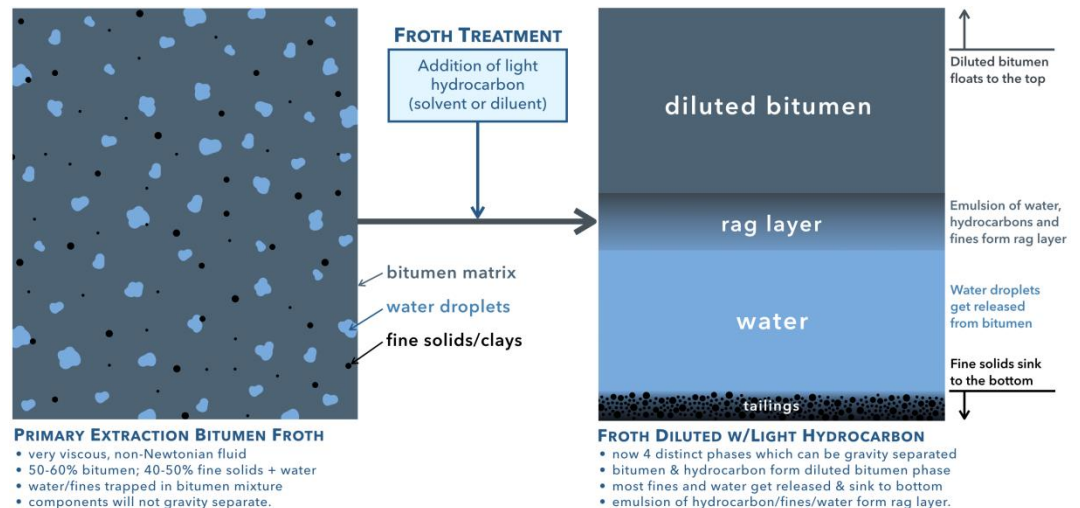 FROTH TREATMENT
Addition of light
hydrocarbon
(solvent or diluent)
bitumen matrix
water droplets
fine solids/clays
PRIMARY EXTRACTION BITUMEN FROTH
• very viscous, non-Newtonian fluid
• 50-60% bitumen; 40-50% fine solids + water
• water/fines trapped in bitumen mixture
• components will not gravity separate.
diluted bitumen
rag layer
water
tailings
Diluted bitumen
floats to the top
Emulsion of water,
hydrocarbons and
fines form rag layer
Water droplets
get released
from bitumen
Fine solids sink
to the bottom
FROTH DILUTED W/LIGHT HYDROCARBON
• now 4 distinct phases which can be gravity separated
• bitumen & hydrocarbon form diluted bitumen phase
• most fines and water get released & sink to bottom
• emulsion of hydrocarbon/fines/water form rag layer.